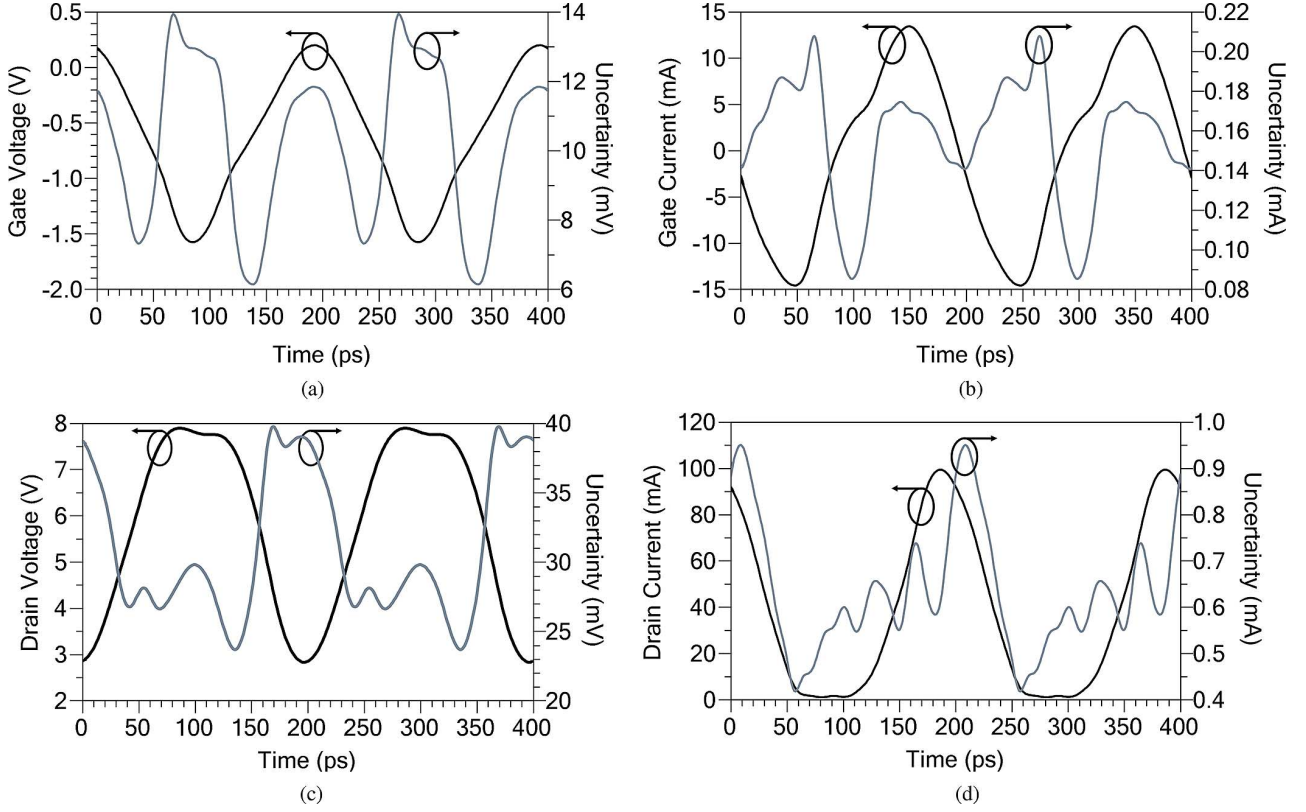 0.5
0.0
-0.5
-1.0
-1.5
-2.0
Gate Voltage (V)
14
12
10
8
6
Uncertainty (mV)
0 50 100 150 200 250 300 350 400
Time (ps)
(a)
15
10
5
0
-5
-10
-15
Gate Current (mA)
0.22
0.20
0.18
0.16
0.14
0.12
0.10
0.08
Uncertainty (mA)
0 50 100 150 200 250 300 350 400
Time (ps)
(b)
8
7
6
5
4
3
2
Drain Voltage (V)
40
35
30
25
20
Uncertainty (mV)
0 50 100 150 200 250 300 350 400
Time (ps)
(c)
120
100
80
60
40
20
0
Drain Current (mA)
1.0
0.9
0.8
0.7
0.6
0.5
0.4
Uncertainty (mA)
0 50 100 150 200 250 300 350 400
Time (ps)
(d)